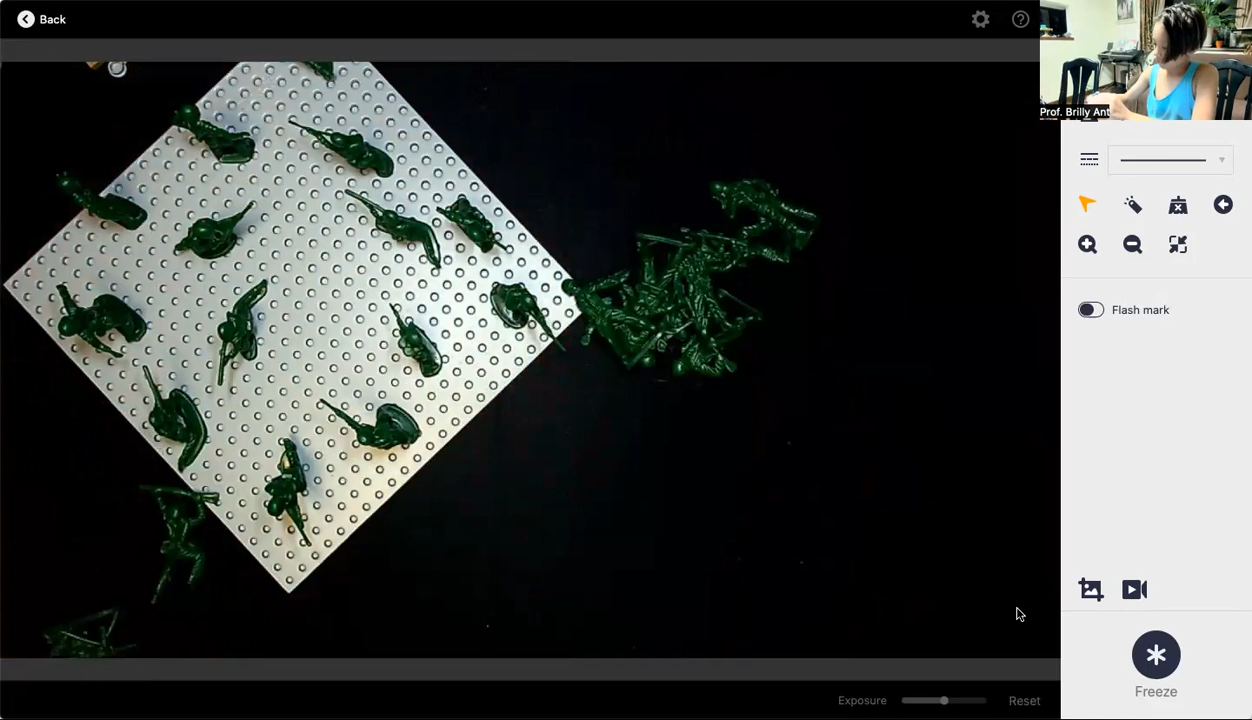 Back
Prof. Brilly Ant
Flash mark
Freeze
Exposure
Reset